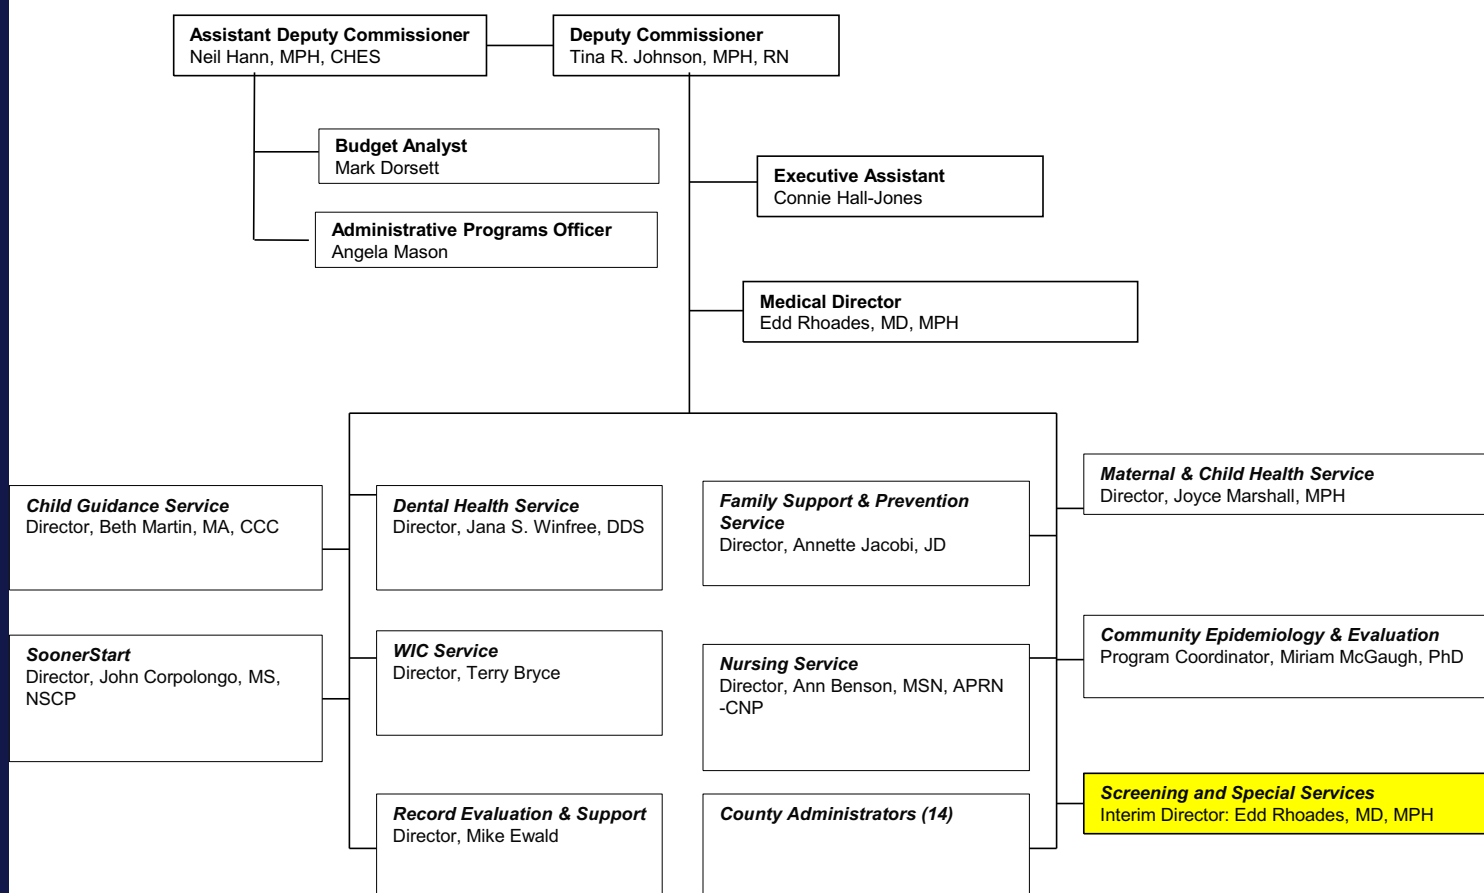 Assistant Deputy Commissioner
Neil Hann, MPH, CHES
Deputy Commissioner
Tina R. Johnson, MPH, RN
Budget Analyst
Mark Dorsett
Executive Assistant
Connie Hall-Jones
Administrative Programs Officer
Angela Mason
Medical Director
Edd Rhoades, MD, MPH
Child Guidance Service
Director, Beth Martin, MA, CCC
Dental Health Service
Director, Jana S. Winfree, DDS
Family Support & Prevention
Service
Director, Annette Jacobi, JD
Maternal & Child Health Service
Director, Joyce Marshall, MPH
SoonerStart
Director, John Corpolongo, MS,
NSCP
WIC Service
Director, Terry Bryce
Nursing Service
Director, Ann Benson, MSN, APRN
-CNP
Community Epidemiology & Evaluation
Program Coordinator, Miriam McGaugh, PhD
Record Evaluation & Support
Director, Mike Ewald
County Administrators (14)
Screening and Special Services
Interim Director: Edd Rhoades, MD, MPH